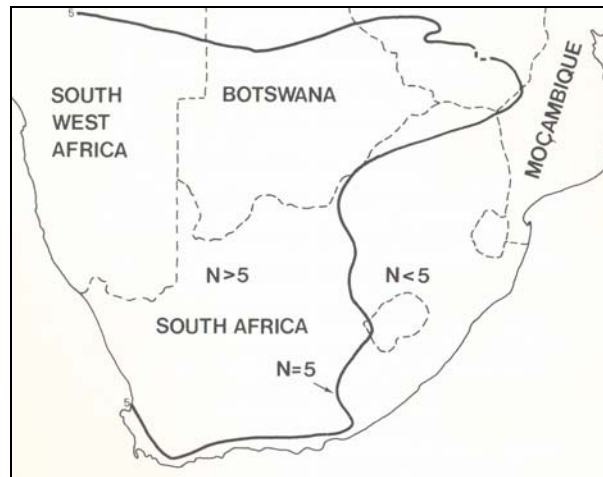 5
SOUTH
WEST
AFRICA
BOTSWANA
MOÇAMBIQUE
N>5
N<5
SOUTH AFRICA
N=5
5